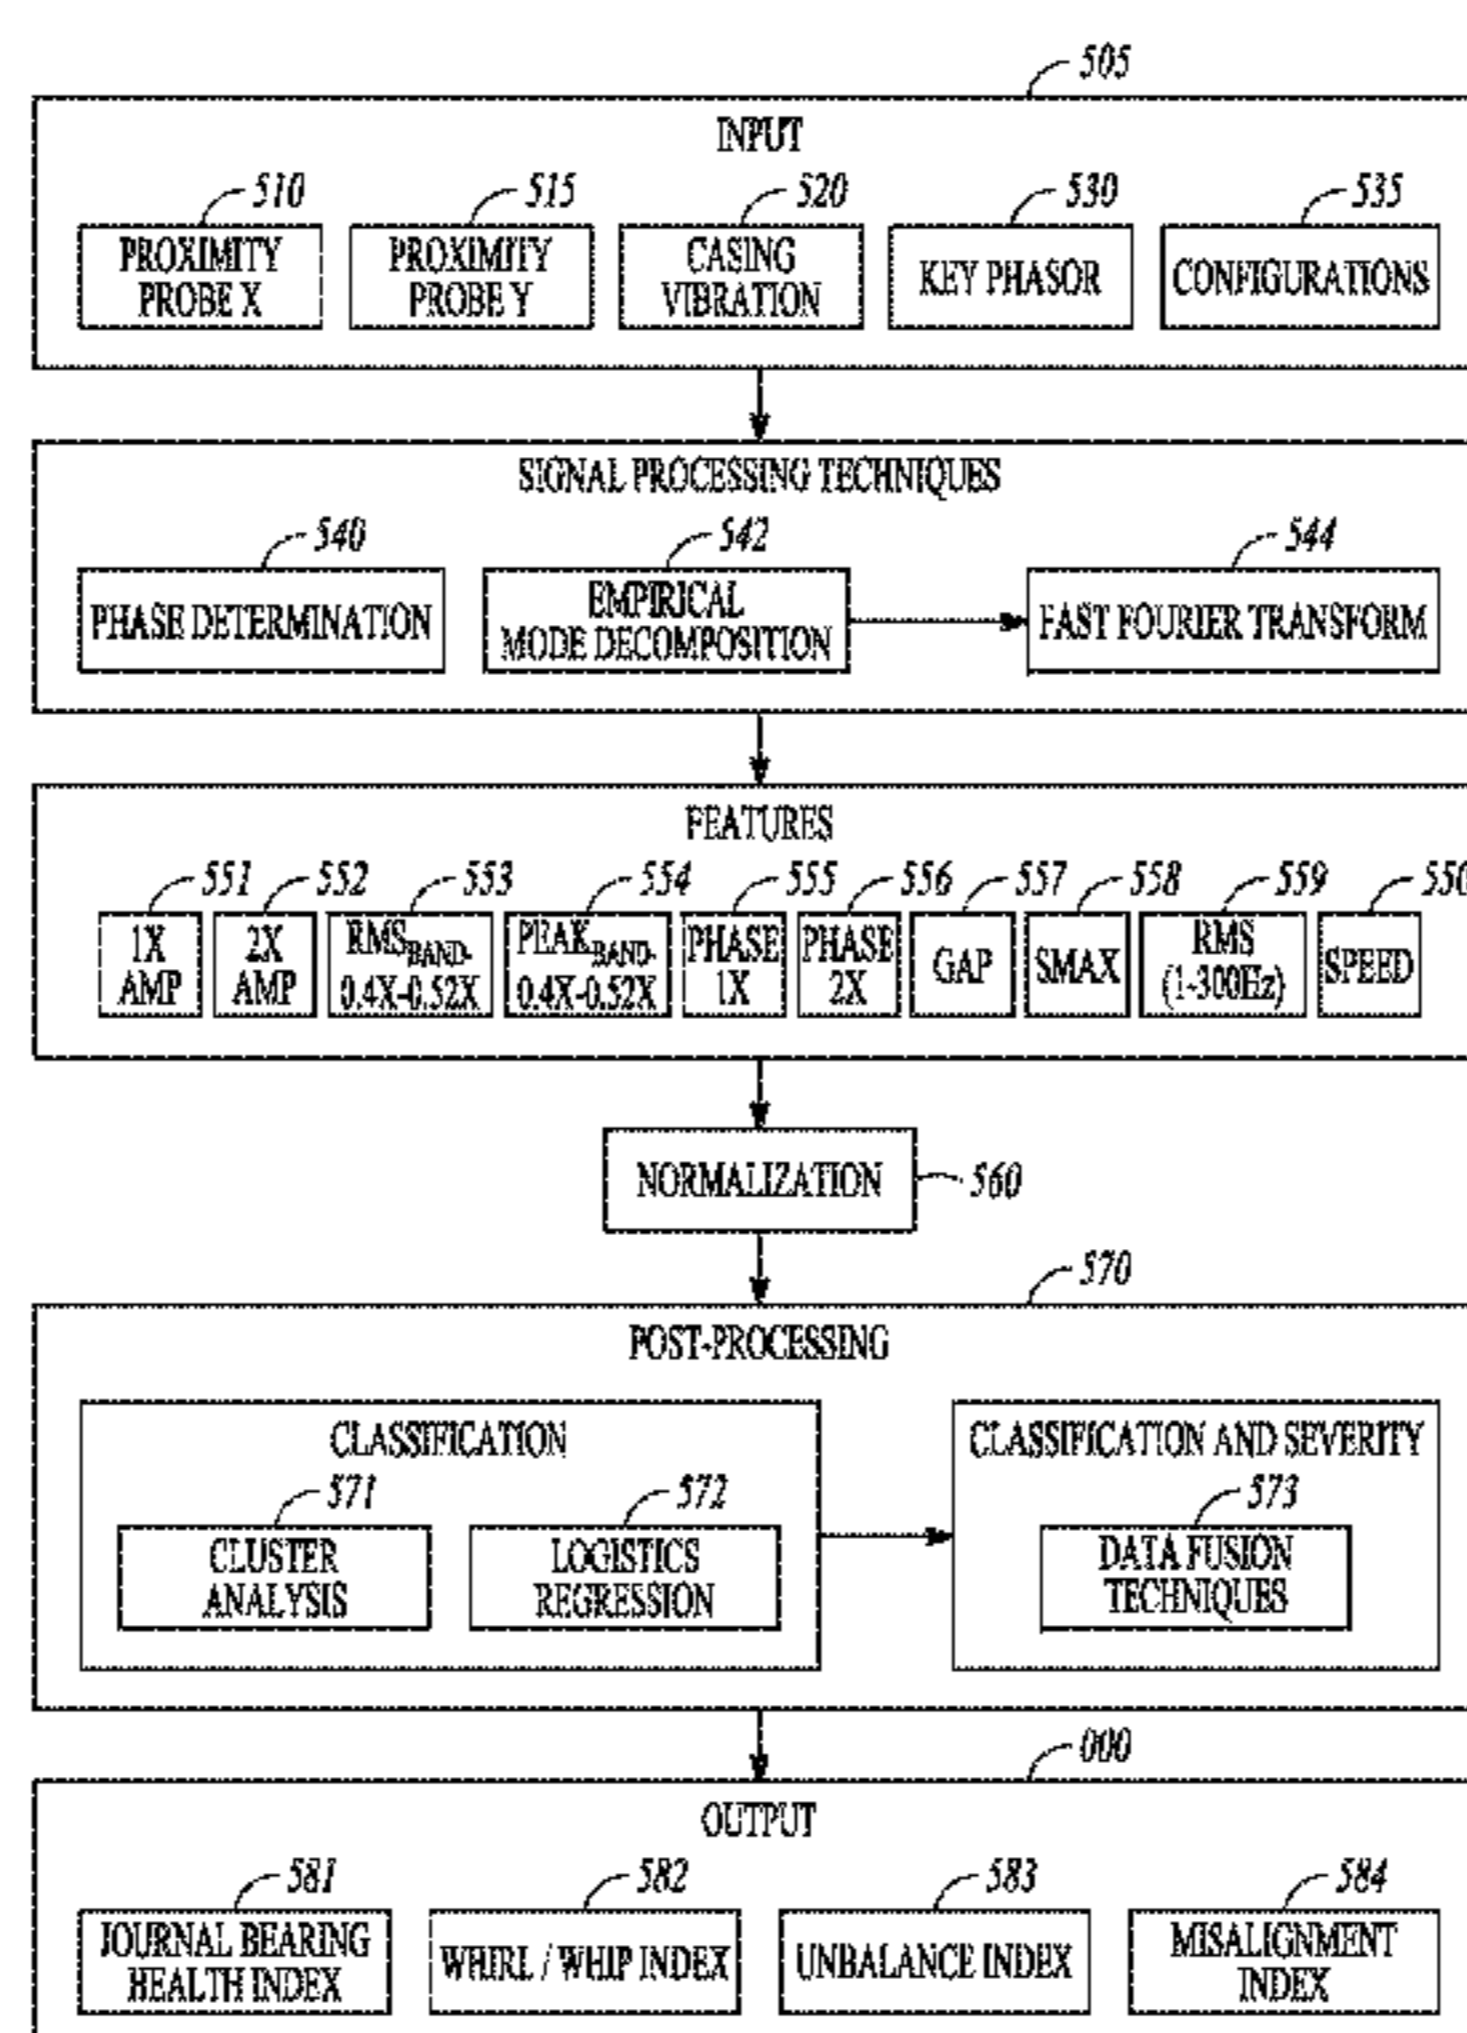 505
INPUT
510
515
520
530
535
PROXIMITY
PROBE X
PROXIMITY
PROBE Y
CASING
VIBRATION
KEY PHASOR
CONFIGURATIONS
SIGNAL PROCESSING TECHNIQUES
540
542
544
PHASE DETERMINATION
EMPIRICAL
MODE DECOMPOSITION
FAST FOURIER TRANSFORM
FEATURES
551
552
553
554
555
556
557
558
559
550
1X
AMP
2X
AMP
RMSBAND-
0.4X-0.52X
PEAKBAND-
0.4X-0.52X
PHASE
1X
PHASE
2X
GAP
SMAX
RMS
(1-300Hz)
SPEED
NORMALIZATION
560
570
POST-PROCESSING
CLASSIFICATION
571
572
CLUSTER
ANALYSIS
LOGISTICS
REGRESSION
CLASSIFICATION AND SEVERITY
573
DATA FUSION
TECHNIQUES
000
OUTPUT
581
582
583
584
JOURNAL BEARING
HEALTH INDEX
WHIRL / WHIP INDEX
UNBALANCE INDEX
MISALIGNMENT
INDEX